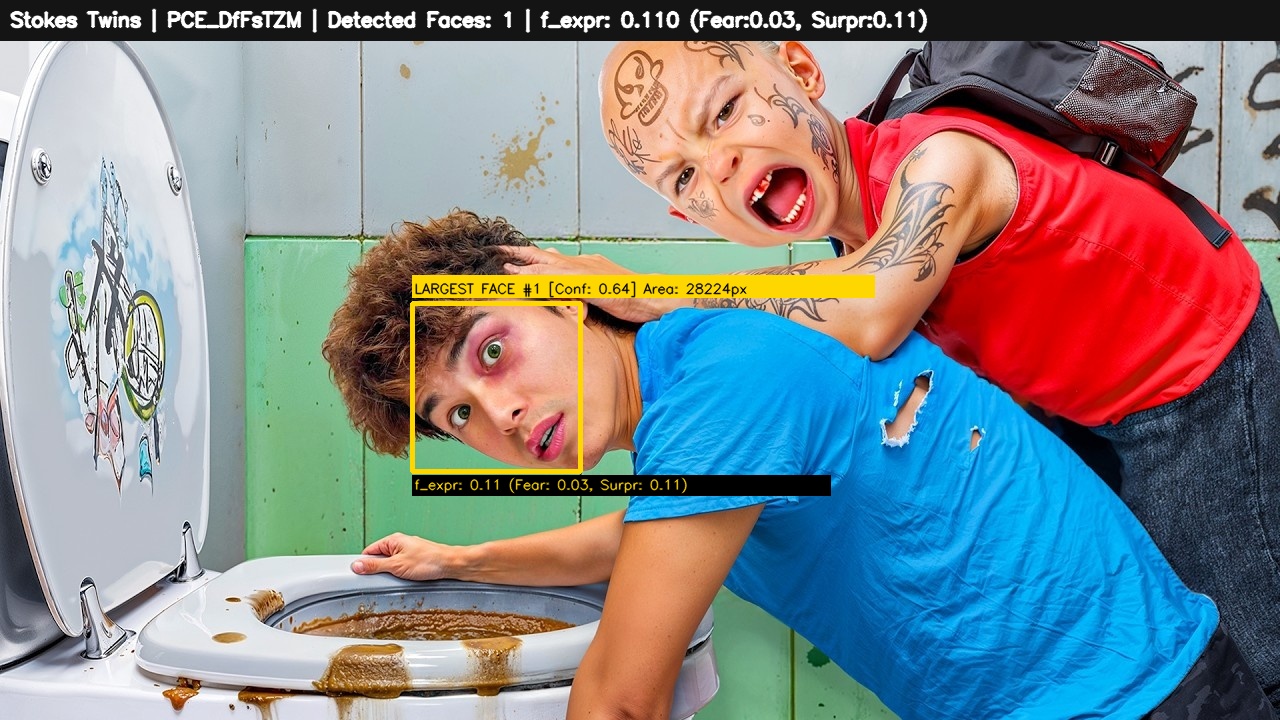 Stokes Twins | PCE_DfFsTZM | Detected Faces: 1 | f_expr: 0.110 (Fear:0.03, Surpr:0.11)
LARGEST FACE #1 [Conf: 0.64] Area: 28224px
f_expr: 0.11 (Fear: 0.03, Surpr: 0.11)